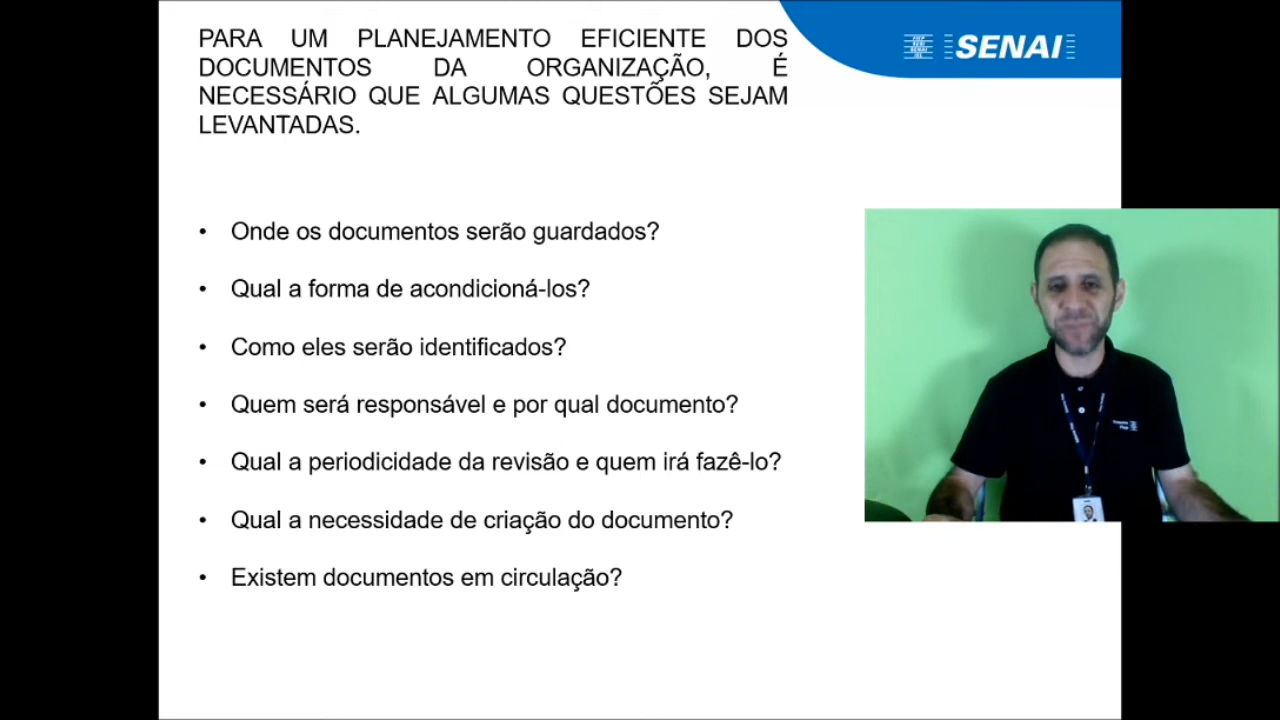 PARA UM PLANEJAMENTO EFICIENTE DOS
DOCUMENTOS DA ORGANIZAÇÃO, É
NECESSÁRIO QUE ALGUMAS QUESTÕES SEJAM
LEVANTADAS.
SENAI
• Onde os documentos serão guardados?
• Qual a forma de acondicioná-los?
• Como eles serão identificados?
• Quem será responsável e por qual documento?
• Qual a periodicidade da revisão e quem irá fazê-lo?
• Qual a necessidade de criação do documento?
• Existem documentos em circulação?